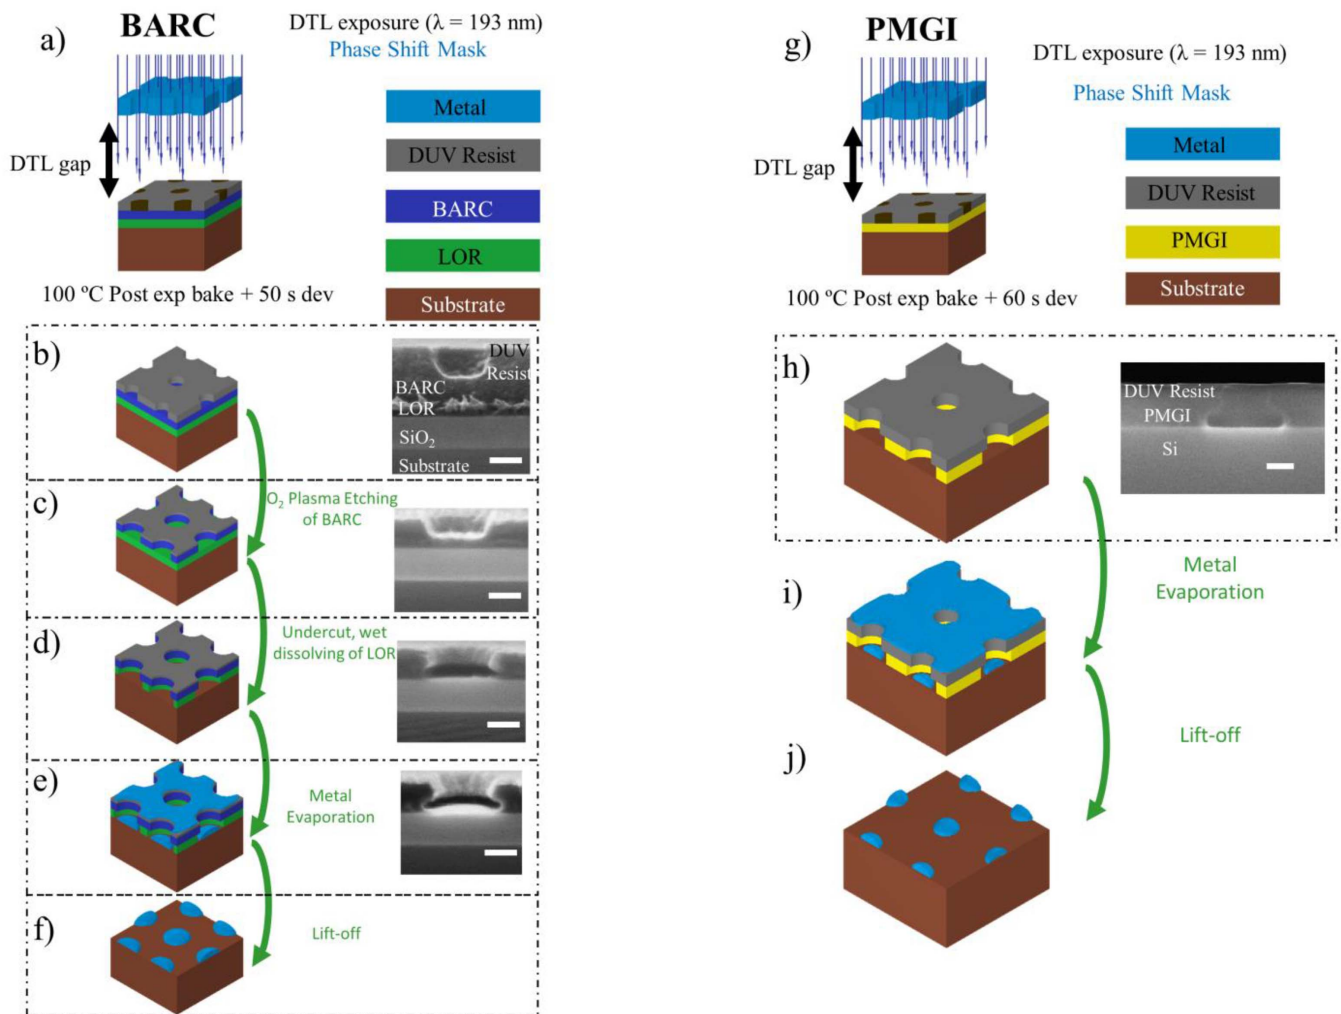 a)
BARC
DTL exposure (λ = 193 nm)
Phase Shift Mask
DTL gap
Metal
DUV Resist
BARC
LOR
Substrate
100 ºC Post exp bake + 50 s dev
b)
DUV
Resist
BARC
LOR
SiO2
Substrate
c)
O2 Plasma Etching
of BARC
d)
Undercut, wet
dissolving of LOR
e)
Metal
Evaporation
f)
Lift-off
g)
PMGI
DTL exposure (λ = 193 nm)
Phase Shift Mask
DTL gap
Metal
DUV Resist
PMGI
Substrate
100 ºC Post exp bake + 60 s dev
h)
DUV Resist
PMGI
Si
Metal
Evaporation
i)
Lift-off
j)